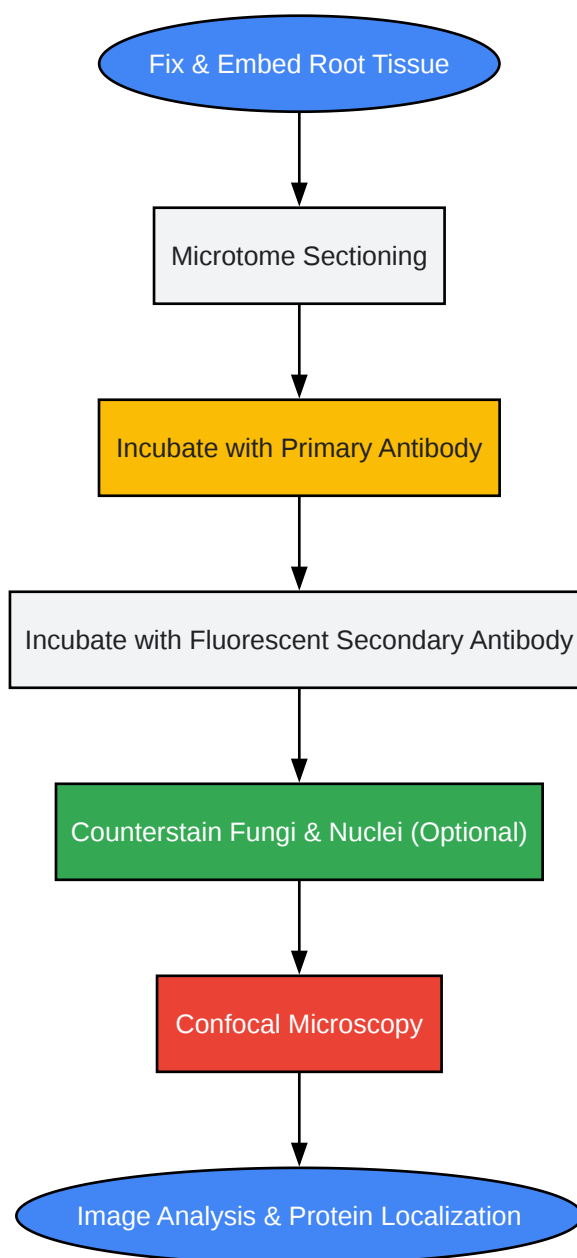 Fix & Embed Root Tissue
Microtome Sectioning
Incubate with Primary Antibody
Incubate with Fluorescent Secondary Antibody
Counterstain Fungi & Nuclei (Optional)
Confocal Microscopy
Image Analysis & Protein Localization